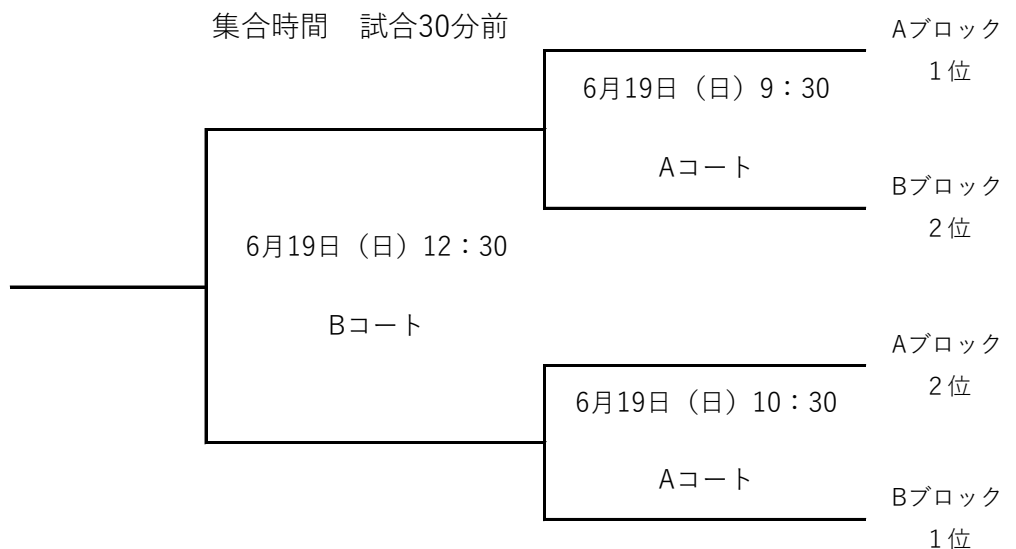 集合時間　試合30分前
Aブロック
1位
6月19日（日）9：30
Aコート
Bブロック
2位
6月19日（日）12：30
Bコート
Aブロック
2位
6月19日（日）10：30
Aコート
Bブロック
1位